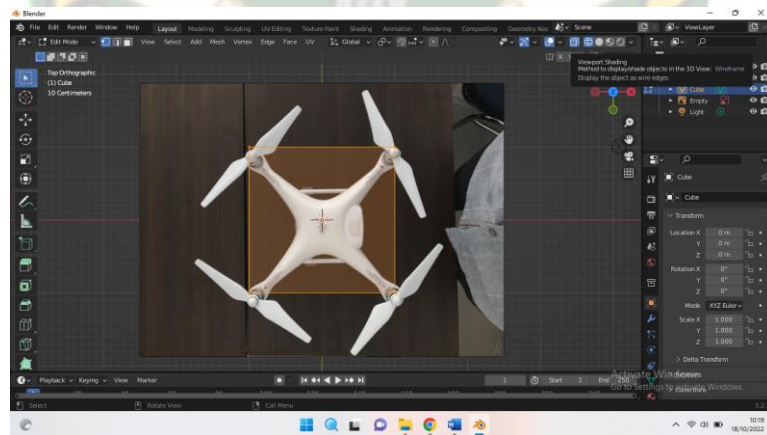 Blender
File Edit Render Window Help Layout Modeling Sculpting UV Editing Texture Paint Shading Animation Rendering Compositing Geometry Noc Scene ViewLayer
Edit Mode View Select Add Mesh Vertex Edge Face UV Global
Top Orthographic
(1) Cube
10 Centimeters
Viewport Shading
Method to display/shade objects in the 3D View: Wireframe
Display the object as wire edges
Cube
Empty
Light
Cube
Cube
Transform
Location X 0 m
Y 0 m
Z 0 m
Rotation X 0°
Y 0°
Z 0°
Mode XYZ Euler
Scale X 1.000
Y 1.000
Z 1.000
Delta Transform
Activate Windows
Go to Settings to activate Windows.
Playback Keying View Marker 1 Start 1 End 250
Select Rotate View Call Menu
10:19
18/10/2022